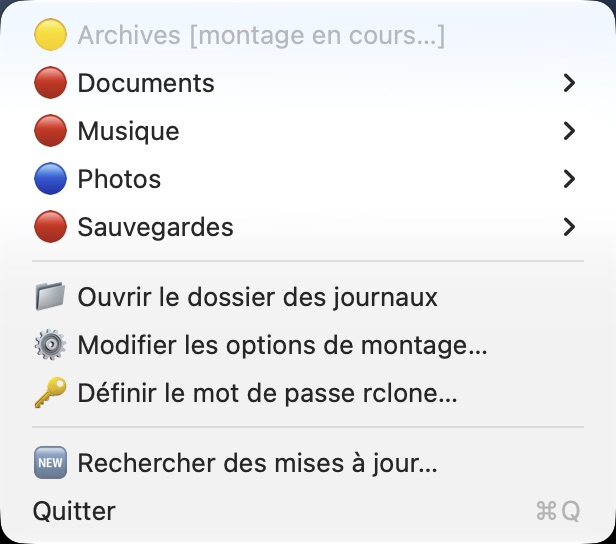 Archives [montage en cours...]
Documents
Musique
Photos
Sauvegardes
Ouvrir le dossier des journaux
Modifier les options de montage...
Définir le mot de passe rclone...
NEW Rechercher des mises à jour...
Quitter ⌘Q